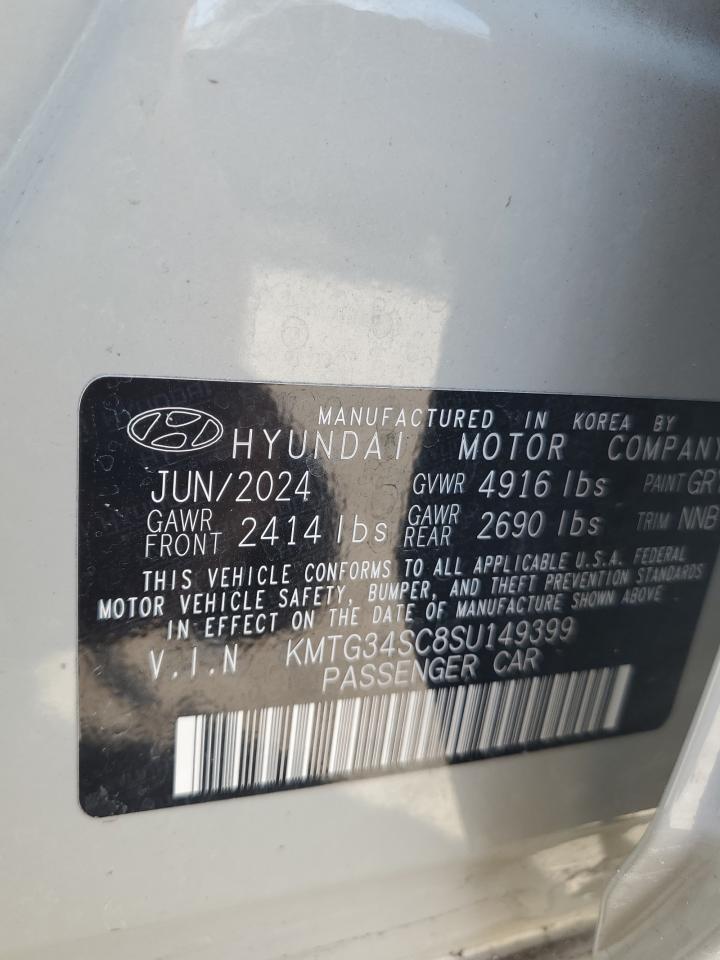 MANUFACTURED IN KOREA BY
HYUNDAI MOTOR COMPANY
JUN/2024 GVWR 4916 lbs PAINT GRY
GAWR FRONT 2414 lbs GAWR REAR 2690 lbs TRIM NNB
THIS VEHICLE CONFORMS TO ALL APPLICABLE U.S.A. FEDERAL
MOTOR VEHICLE SAFETY, BUMPER, AND THEFT PREVENTION STANDARDS
IN EFFECT ON THE DATE OF MANUFACTURE SHOWN ABOVE
V.I.N KMTG34SC8SU149399
PASSENGER CAR